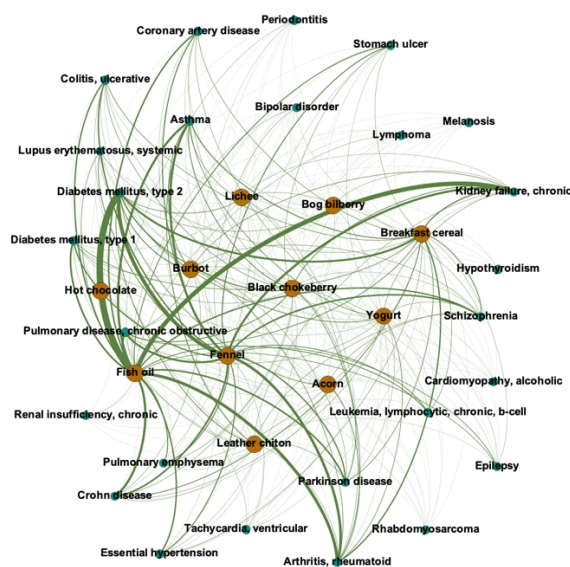 Periodontitis
Coronary artery disease
Stomach ulcer
Colitis, ulcerative
Bipolar disorder
Asthma
Melanosis
Lymphoma
Lupus erythematosus, systemic
Diabetes mellitus, type 2
Kidney failure, chronic
Lichee
Bog bilberry
Breakfast cereal
Diabetes mellitus, type 1
Burbot
Hypothyroidism
Hot chocolate
Black chokeberry
Yogurt
Schizophrenia
Pulmonary disease, chronic obstructive
Fennel
Fish oil
Acorn
Cardiomyopathy, alcoholic
Renal insufficiency, chronic
Leukemia, lymphocytic, chronic, b-cell
Leather chiton
Pulmonary emphysema
Epilepsy
Parkinson disease
Crohn disease
Tachycardia, ventricular
Rhabdomyosarcoma
Essential hypertension
Arthritis, rheumatoid